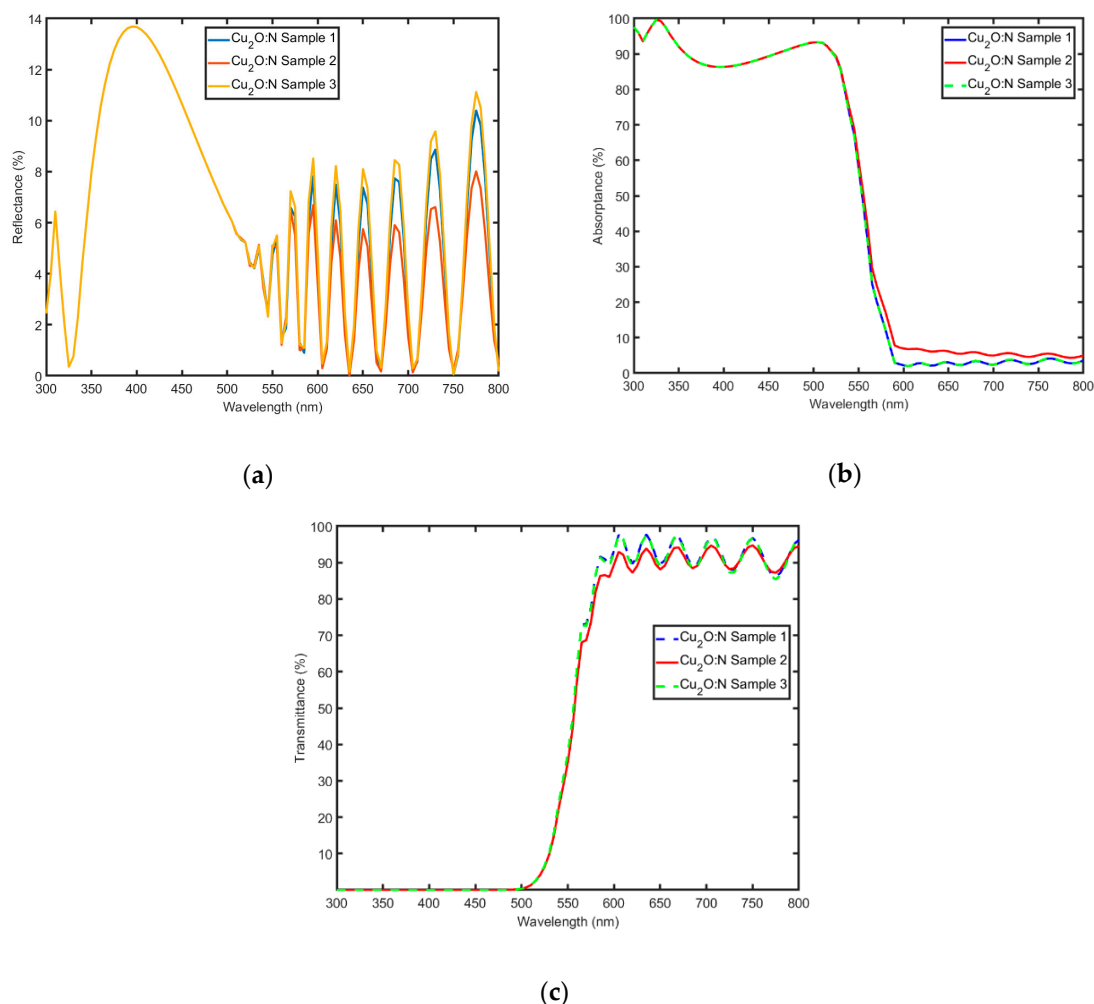 14
12
10
8
6
4
2
0
Reflectance (%)
Cu2O:N Sample 1
Cu2O:N Sample 2
Cu2O:N Sample 3
300 350 400 450 500 550 600 650 700 750 800
Wavelength (nm)
(a)
100
90
80
70
60
50
40
30
20
10
0
Absorptance (%)
Cu2O:N Sample 1
Cu2O:N Sample 2
Cu2O:N Sample 3
300 350 400 450 500 550 600 650 700 750 800
Wavelength (nm)
(b)
100
90
80
70
60
50
40
30
20
10
Transmittance (%)
Cu2O:N Sample 1
Cu2O:N Sample 2
Cu2O:N Sample 3
300 350 400 450 500 550 600 650 700 750 800
Wavelength (nm)
(c)